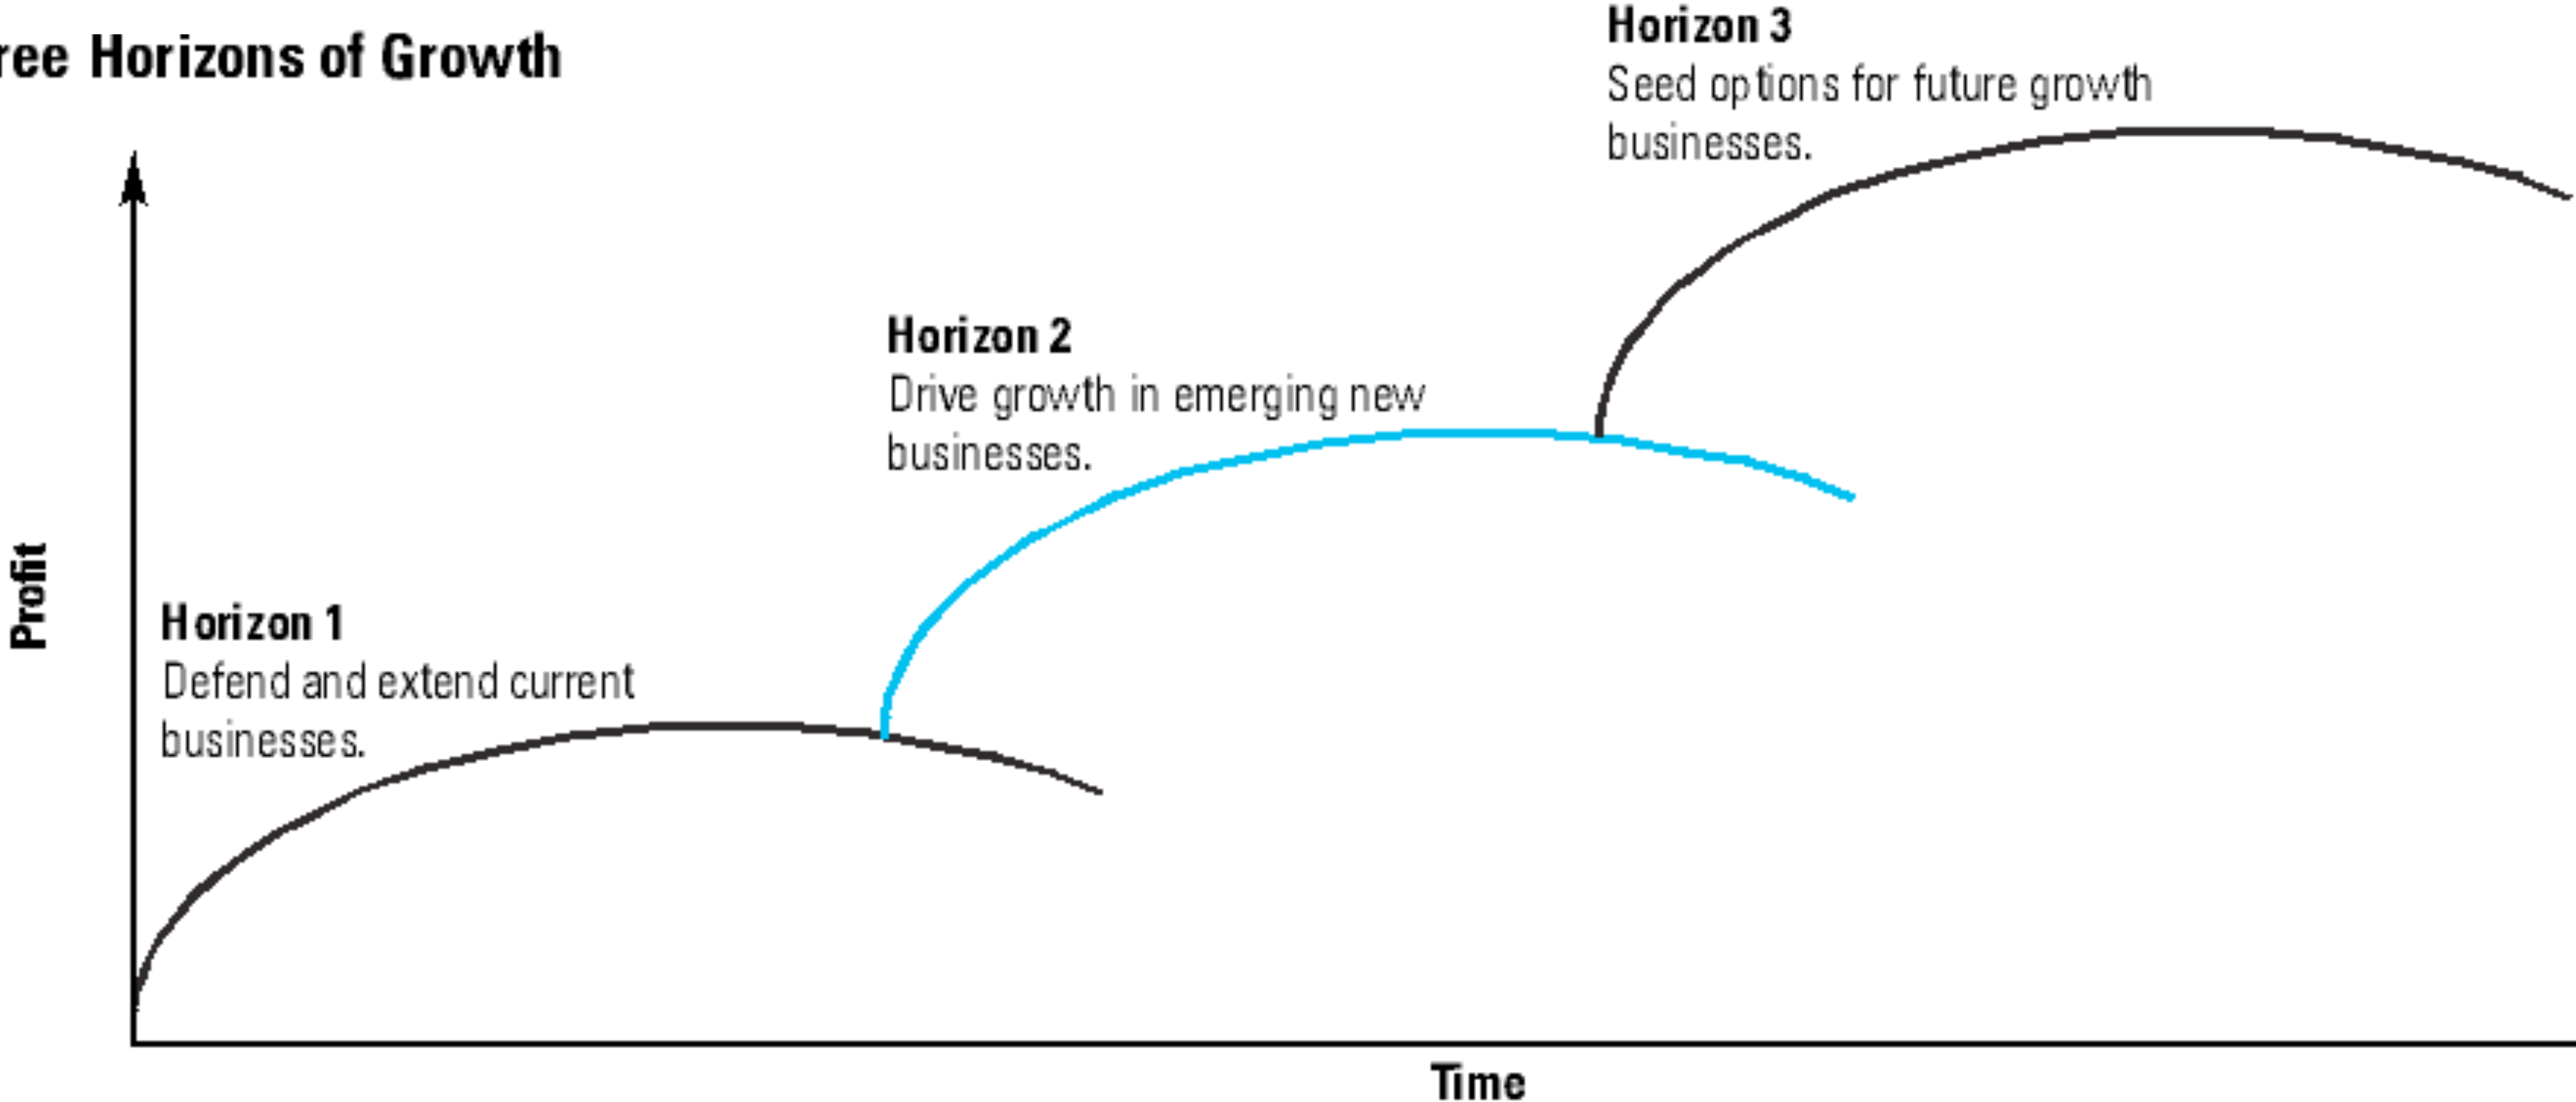 ree Horizons of Growth
Horizon 3
Seed options for future growth
businesses.
Horizon 2
Drive growth in emerging new
businesses.
Profit
Horizon 1
Defend and extend current
businesses.
Time